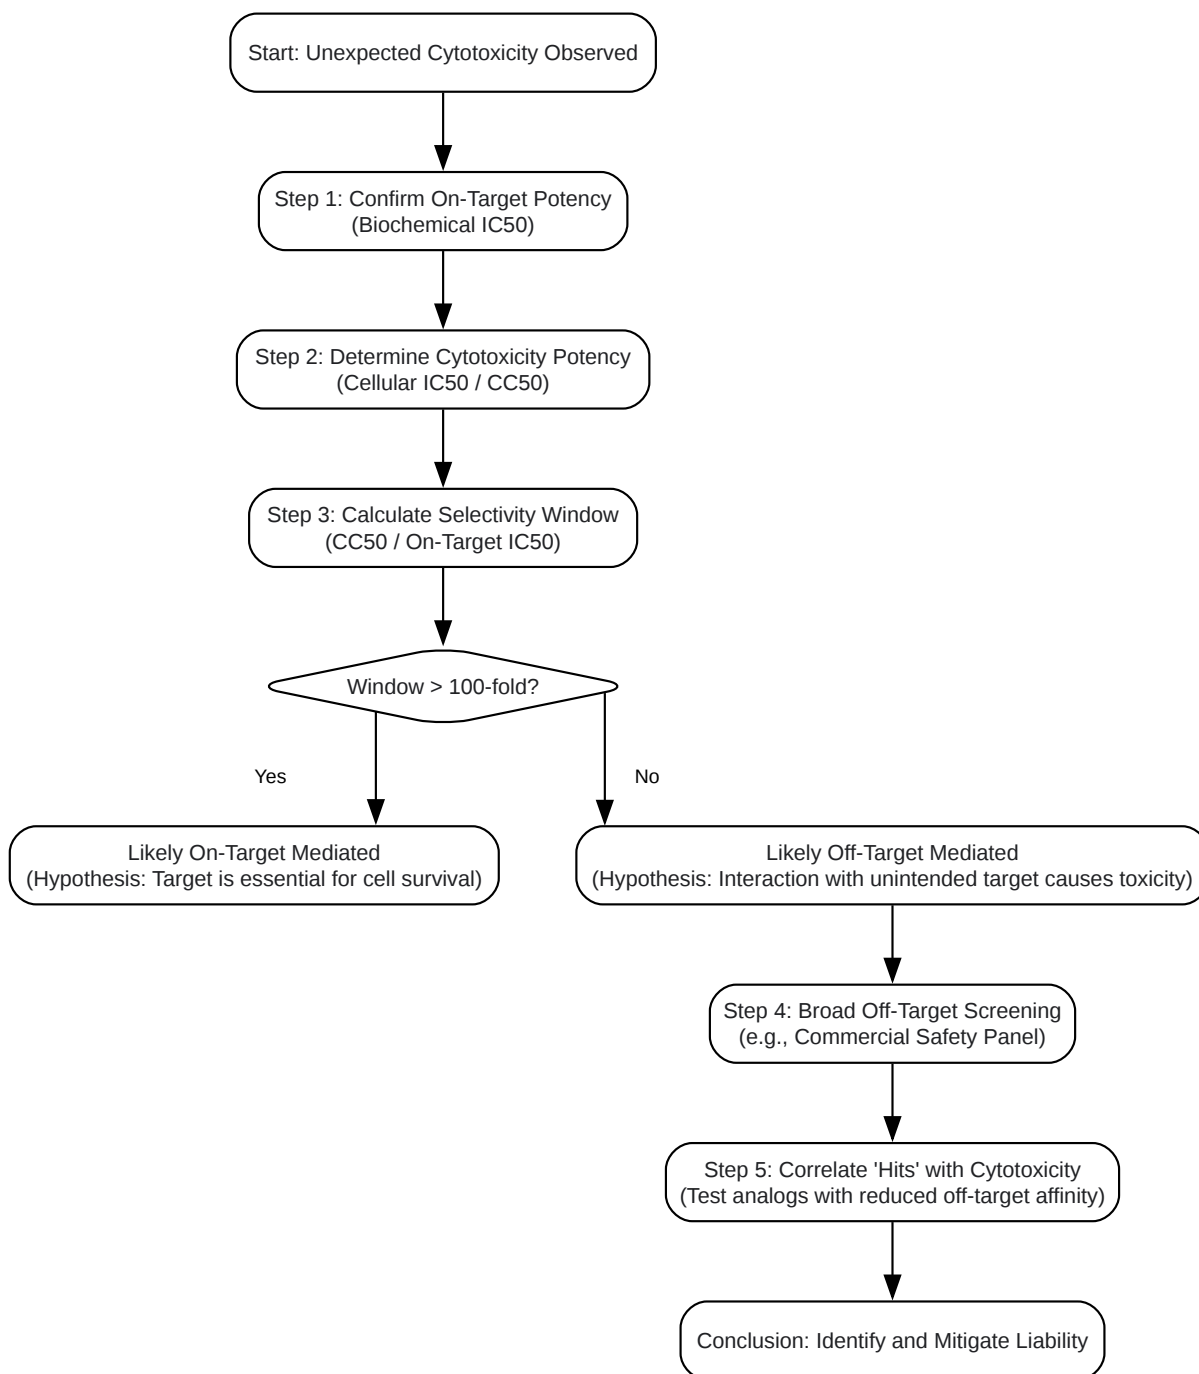 Start: Unexpected Cytotoxicity Observed
Step 1: Confirm On-Target Potency
(Biochemical IC50)
Step 2: Determine Cytotoxicity Potency
(Cellular IC50 / CC50)
Step 3: Calculate Selectivity Window
(CC50 / On-Target IC50)
Window > 100-fold?
Yes
No
Likely On-Target Mediated
(Hypothesis: Target is essential for cell survival)
Likely Off-Target Mediated
(Hypothesis: Interaction with unintended target causes toxicity)
Step 4: Broad Off-Target Screening
(e.g., Commercial Safety Panel)
Step 5: Correlate 'Hits' with Cytotoxicity
(Test analogs with reduced off-target affinity)
Conclusion: Identify and Mitigate Liability